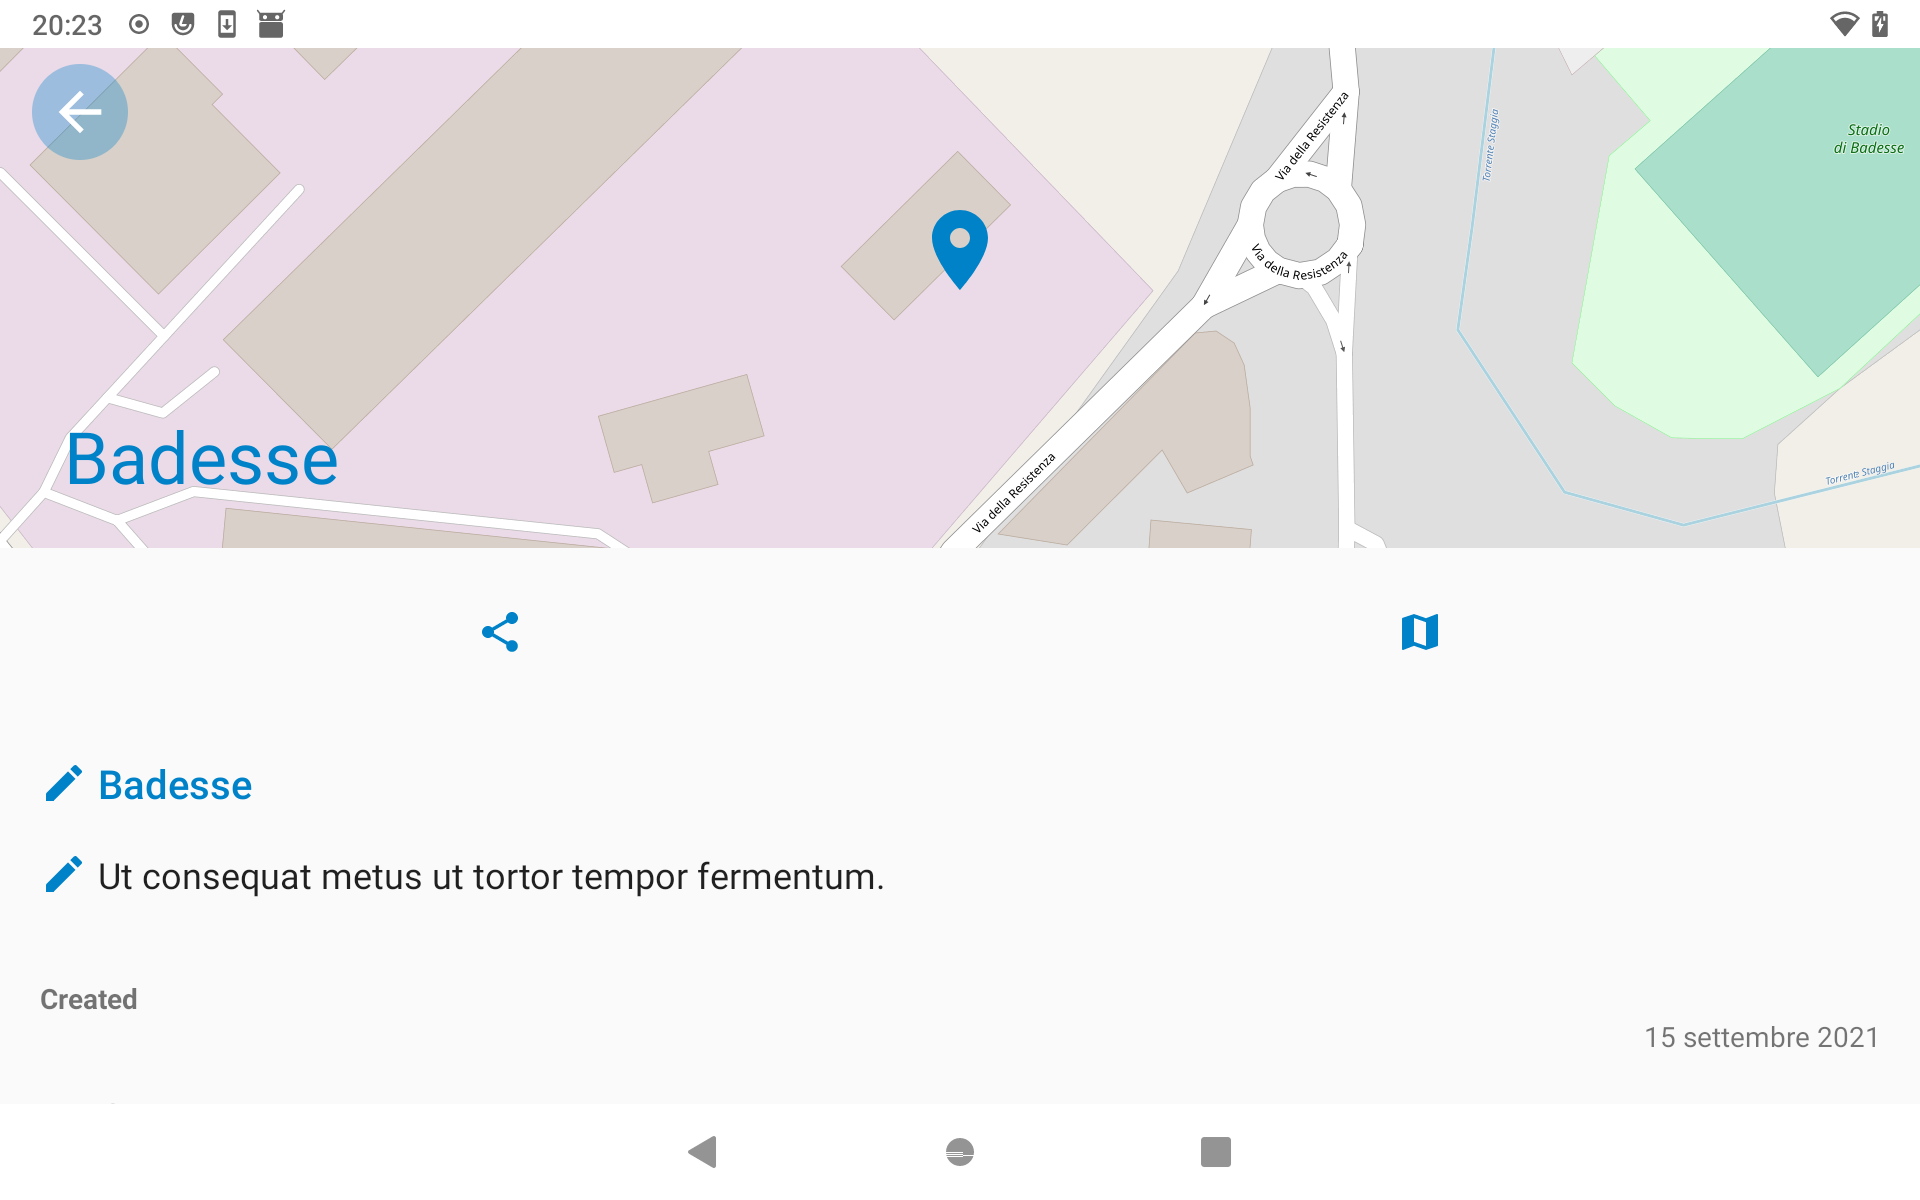 20:23
Via della Resistenza
Torrente Staggia
Stadio
di Badesse
Via della Resistenza
Badesse
Via della Resistenza
Torrente Staggia
Badesse
Ut consequat metus ut tortor tempor fermentum.
Created
15 settembre 2021